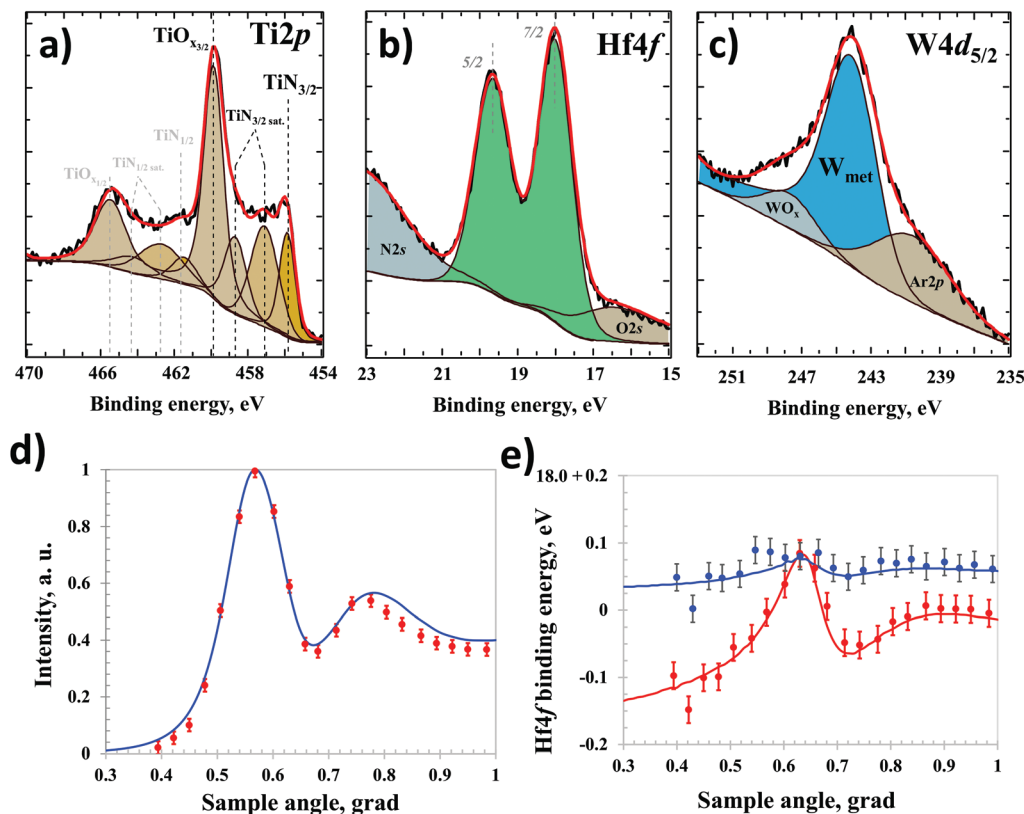 a)
Ti2p
TiOx3/2
TiN3/2
TiN3/2 sat.
TiN1/2
TiN1/2 sat.
TiOx1/2
470 466 462 458 454
Binding energy, eV
b)
Hf4f
5/2
7/2
N2s
O2s
23 21 19 17 15
Binding energy, eV
c)
W4d5/2
Wmet
WOx
Ar2p
251 247 243 239 235
Binding energy, eV
d)
Intensity, a. u.
1
0.8
0.6
0.4
0.2
0
0.3 0.4 0.5 0.6 0.7 0.8 0.9 1
Sample angle, grad
e)
Hf4f binding energy, eV
18.0 + 0.2
0.1
0
-0.1
-0.2
0.3 0.4 0.5 0.6 0.7 0.8 0.9 1
Sample angle, grad